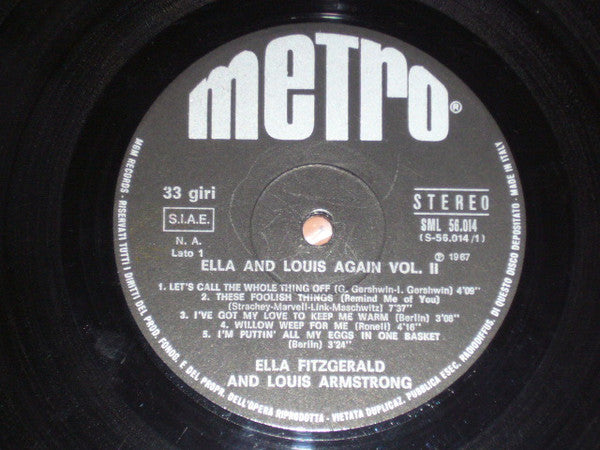 metro®
33 giri
S.I.A.E.
N. A.
Lato 1
STEREO
SML 56.014
(S-56.014/1)
℗ 1967
ELLA AND LOUIS AGAIN VOL. II
1. LET'S CALL THE WHOLE THING OFF (G. Gershwin-I. Gershwin) 4'09"
2. THESE FOOLISH THINGS (Remind Me of You)
(Strachey-Marvell-Link-Maschwitz) 7'37"
3. I'VE GOT MY LOVE TO KEEP ME WARM (Berlin) 3'08"
4. WILLOW WEEP FOR ME (Ronell) 4'16"
5. I'M PUTTIN' ALL MY EGGS IN ONE BASKET
(Berlin) 3'24"
ELLA FITZGERALD
AND LOUIS ARMSTRONG
MGM RECORDS - RISERVATI TUTTI I DIRITTI DEL PROD. FONOG. E DEL PROPR. DELL'OPERA RIPRODOTTA - VIETATA DUPLICAZ. PUBBLICA ESEC. RADIODIFFUS. DI QUESTO DISCO DEPOSITATO - MADE IN ITALY